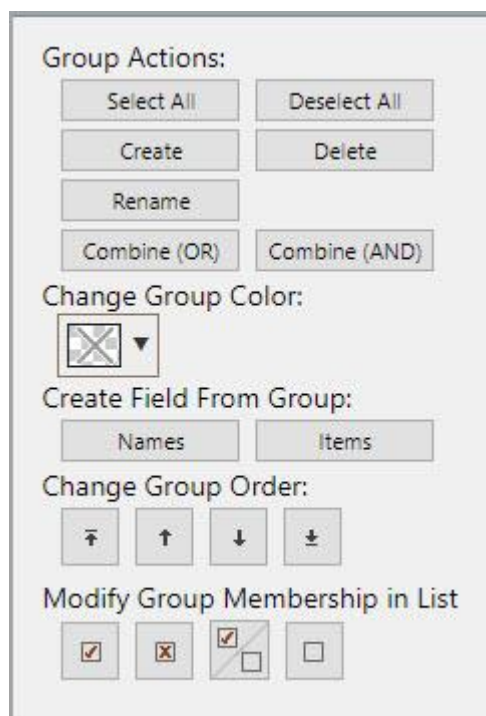 Group Actions:
Select All Deselect All
Create Delete
Rename
Combine (OR) Combine (AND)
Change Group Color:
Create Field From Group:
Names Items
Change Group Order:
Modify Group Membership in List